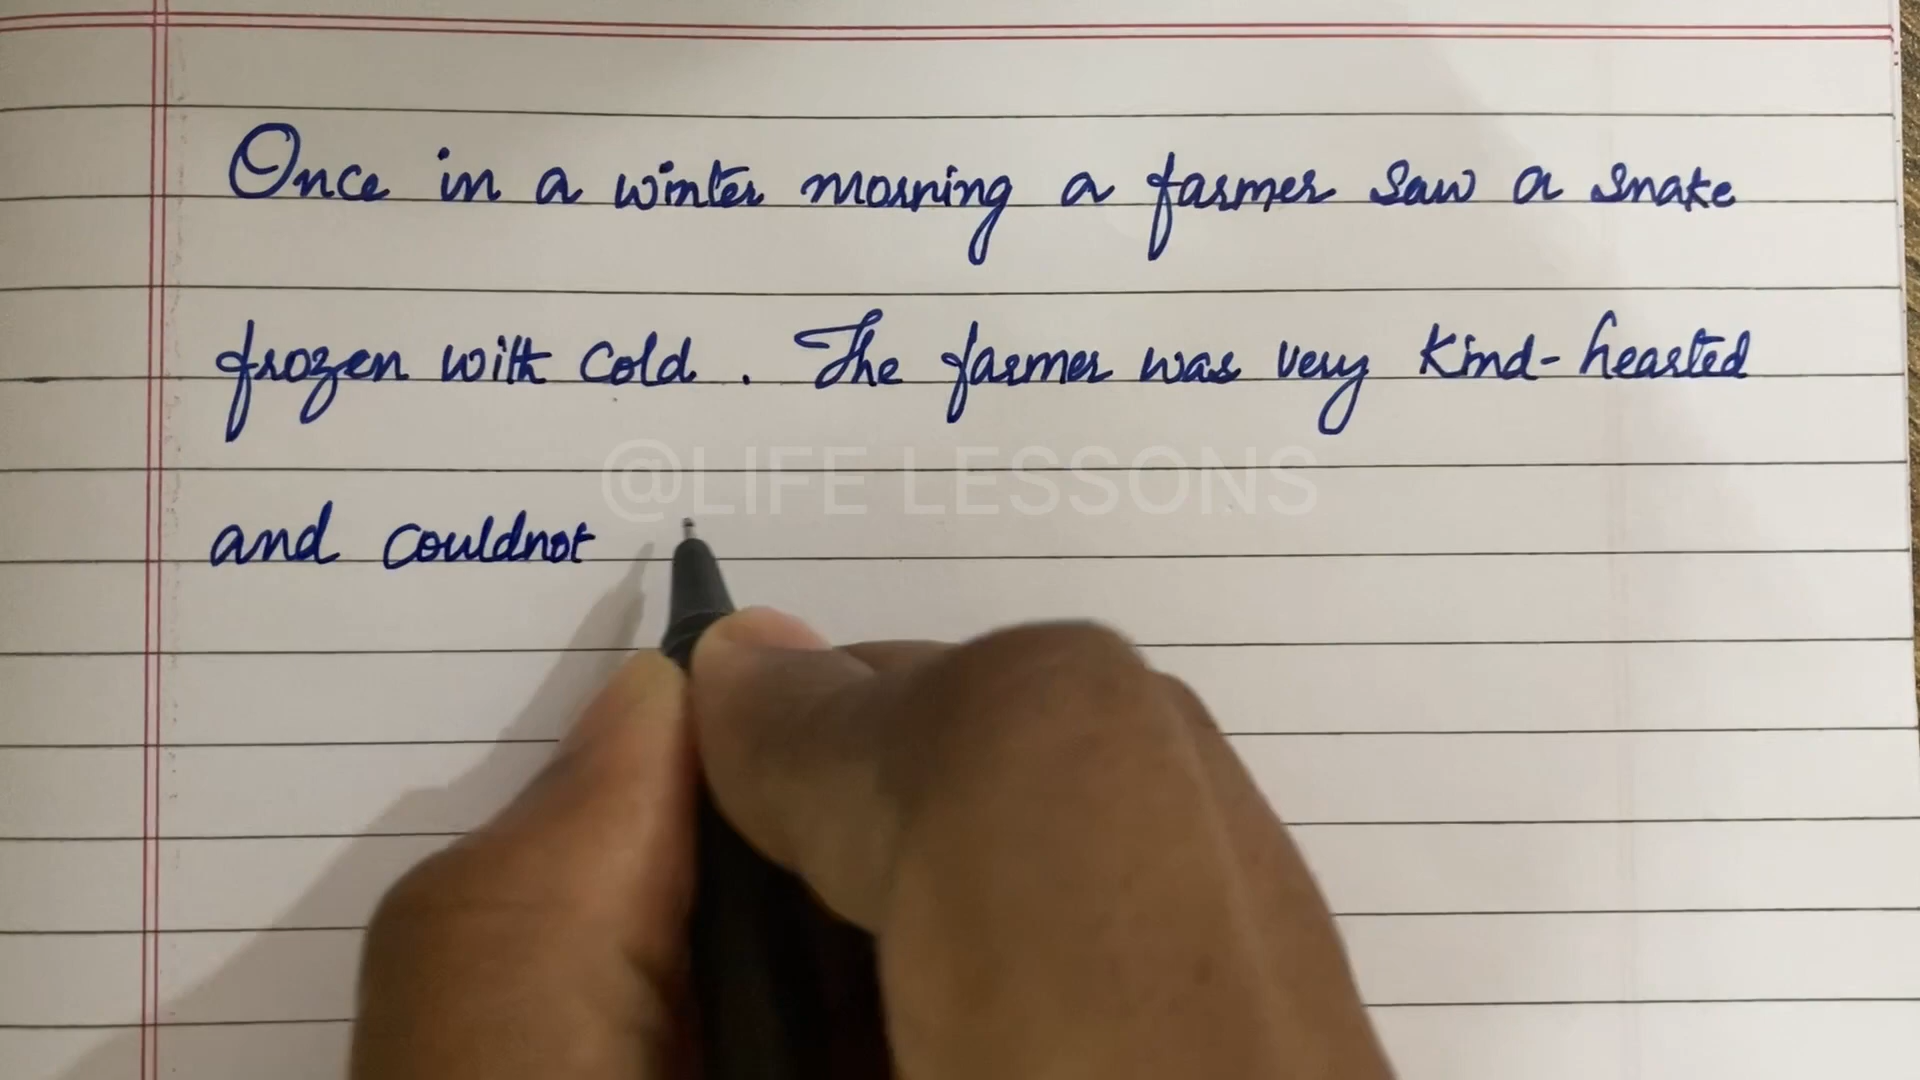 Once in a winter morning a farmer saw a snake
frozen with cold. The farmer was very kind-hearted
@LIFE LESSONS
and couldnot